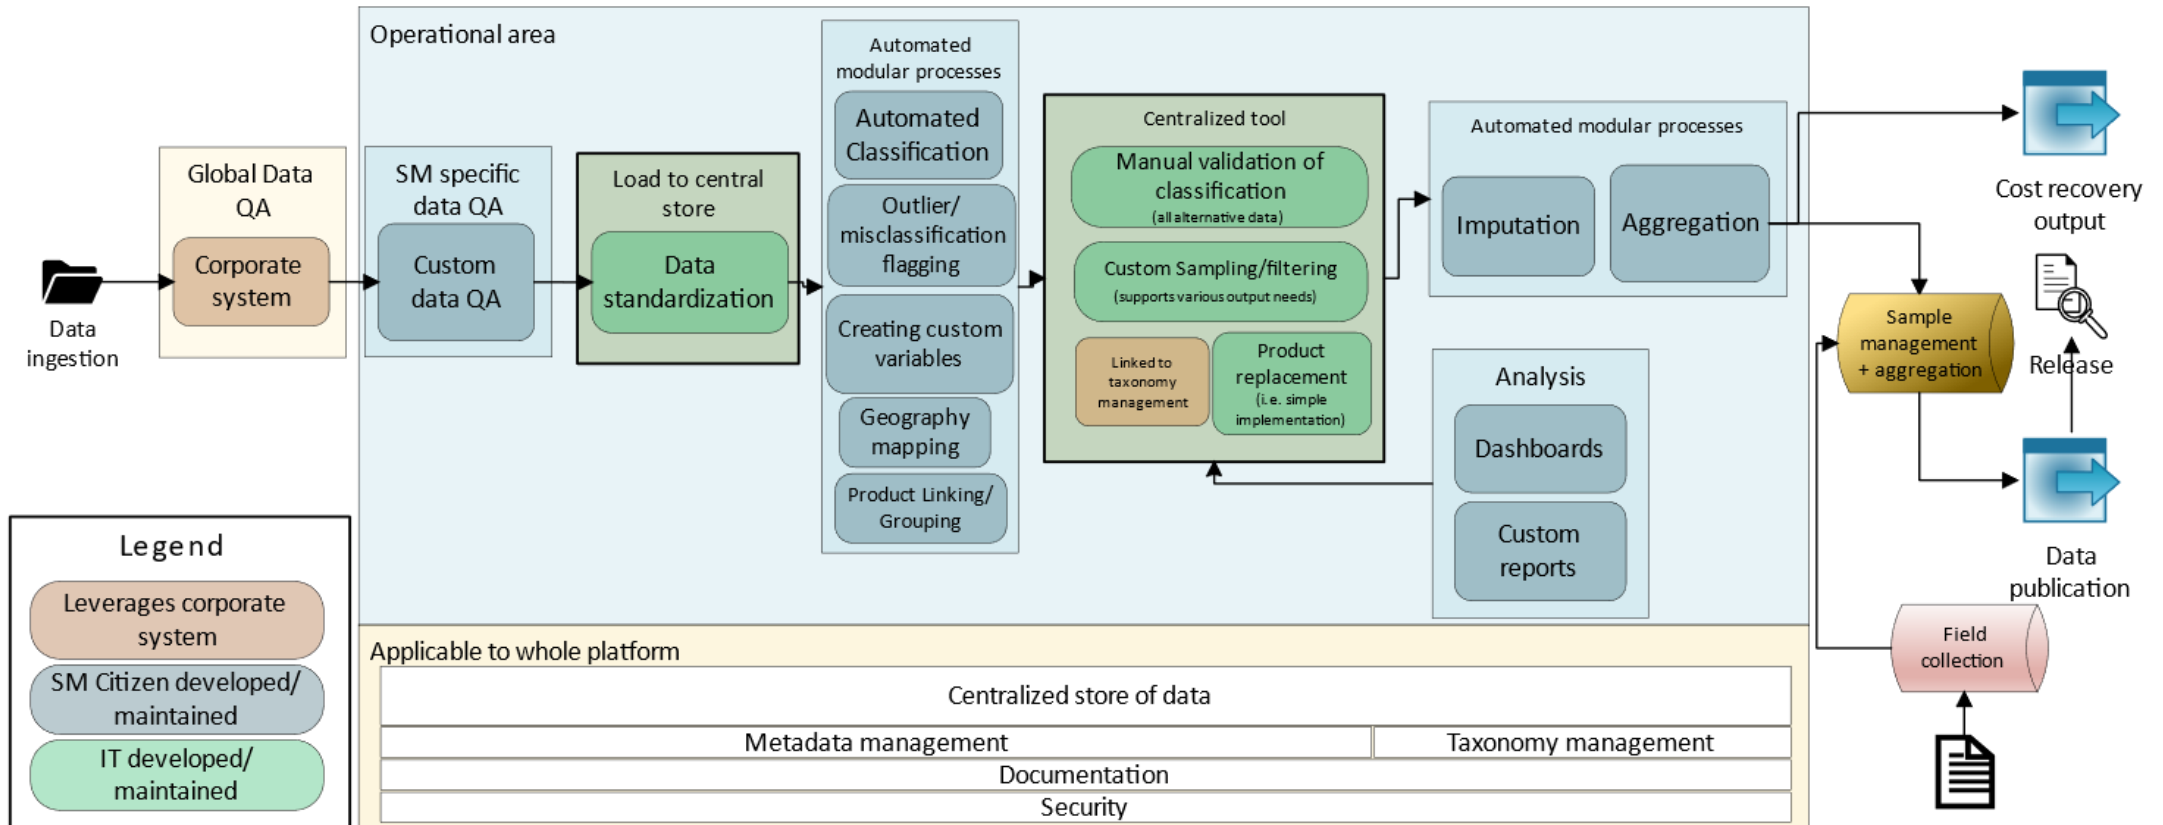 Operational area
Data
ingestion
Global Data
QA
Corporate
system
SM specific
data QA
Custom
data QA
Load to central
store
Data
standardization
Automated
modular processes
Automated
Classification
Outlier/
misclassification
flagging
Creating custom
variables
Geography
mapping
Product Linking/
Grouping
Centralized tool
Manual validation of
classification
(all alternative data)
Custom Sampling/filtering
(supports various output needs)
Linked to
taxonomy
management
Product
replacement
(i.e. simple
implementation)
Automated modular processes
Imputation
Aggregation
Analysis
Dashboards
Custom
reports
Cost recovery
output
Sample
management
+ aggregation
Release
Data
publication
Field
collection
Legend
Leverages corporate
system
SM Citizen developed/
maintained
IT developed/
maintained
Applicable to whole platform
Centralized store of data
Metadata management
Taxonomy management
Documentation
Security